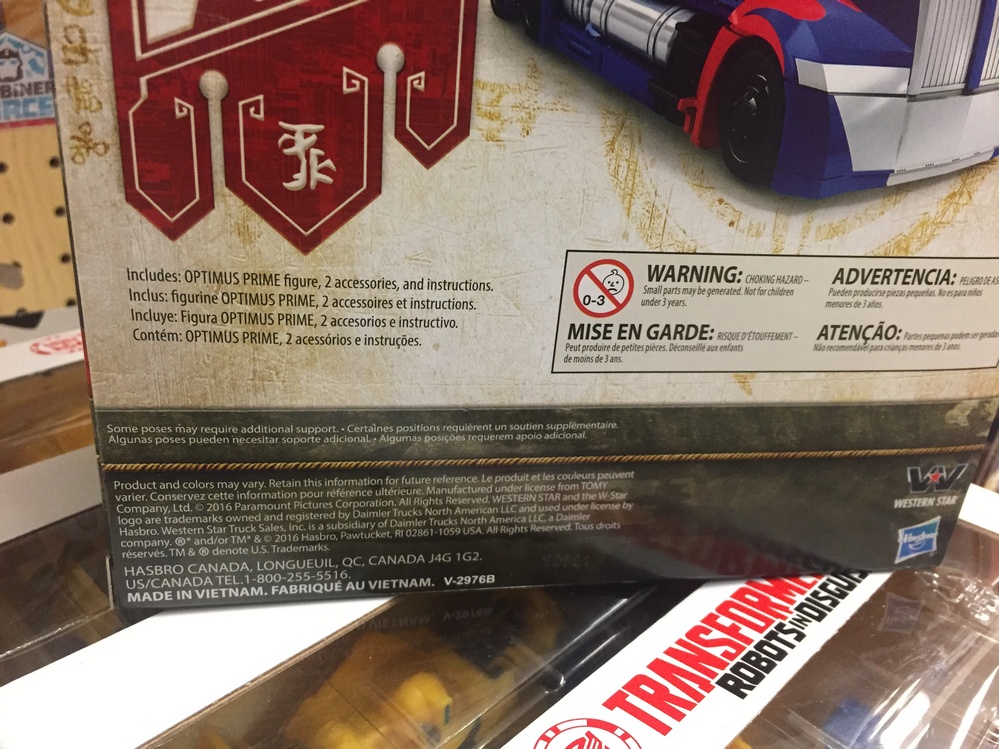 BINER
RCE
Includes: OPTIMUS PRIME figure, 2 accessories, and instructions.
Inclus: figurine OPTIMUS PRIME, 2 accessoires et instructions.
Incluye: Figura OPTIMUS PRIME, 2 accesorios e instructivo.
Contém: OPTIMUS PRIME, 2 acessórios e instruções.
0-3
WARNING: CHOKING HAZARD –
Small parts may be generated. Not for children
under 3 years.
ADVERTENCIA: PELIGRO DE AS
Pueden producirse piezas pequeñas. No es para niños
menores de 3 años.
MISE EN GARDE: RISQUE D'ÉTOUFFEMENT –
Peut produire de petites pièces. Déconseillé aux enfants
de moins de 3 ans.
ATENÇÃO: Partes pequenas podem ser gerada
Não recomendável para crianças menores de 3 anos.
Some poses may require additional support. • Certaines positions requièrent un soutien supplémentaire.
Algunas poses pueden necesitar soporte adicional. • Algumas posições requerem apoio adicional.
Product and colors may vary. Retain this information for future reference. Le produit et les couleurs peuvent
varier. Conservez cette information pour référence ultérieure. Manufactured under license from TOMY
Company, Ltd. © 2016 Paramount Pictures Corporation. All Rights Reserved. WESTERN STAR and the W-Star
logo are trademarks owned and registered by Daimler Trucks North American LLC and used under license by
Hasbro. Western Star Truck Sales, Inc. is a subsidiary of Daimler Trucks North America LLC, a Daimler
company. ®* and/or TM* & © 2016 Hasbro, Pawtucket, RI 02861-1059 USA. All Rights Reserved. Tous droits
réservés. TM & ® denote U.S. Trademarks.
HASBRO CANADA, LONGUEUIL, QC, CANADA J4G 1G2.
US/CANADA TEL.1-800-255-5516.
MADE IN VIETNAM. FABRIQUÉ AU VIETNAM. V-2976B
WESTERN STAR
Hasbro
TRANSFORME
ROBOTS IN DISGUIS